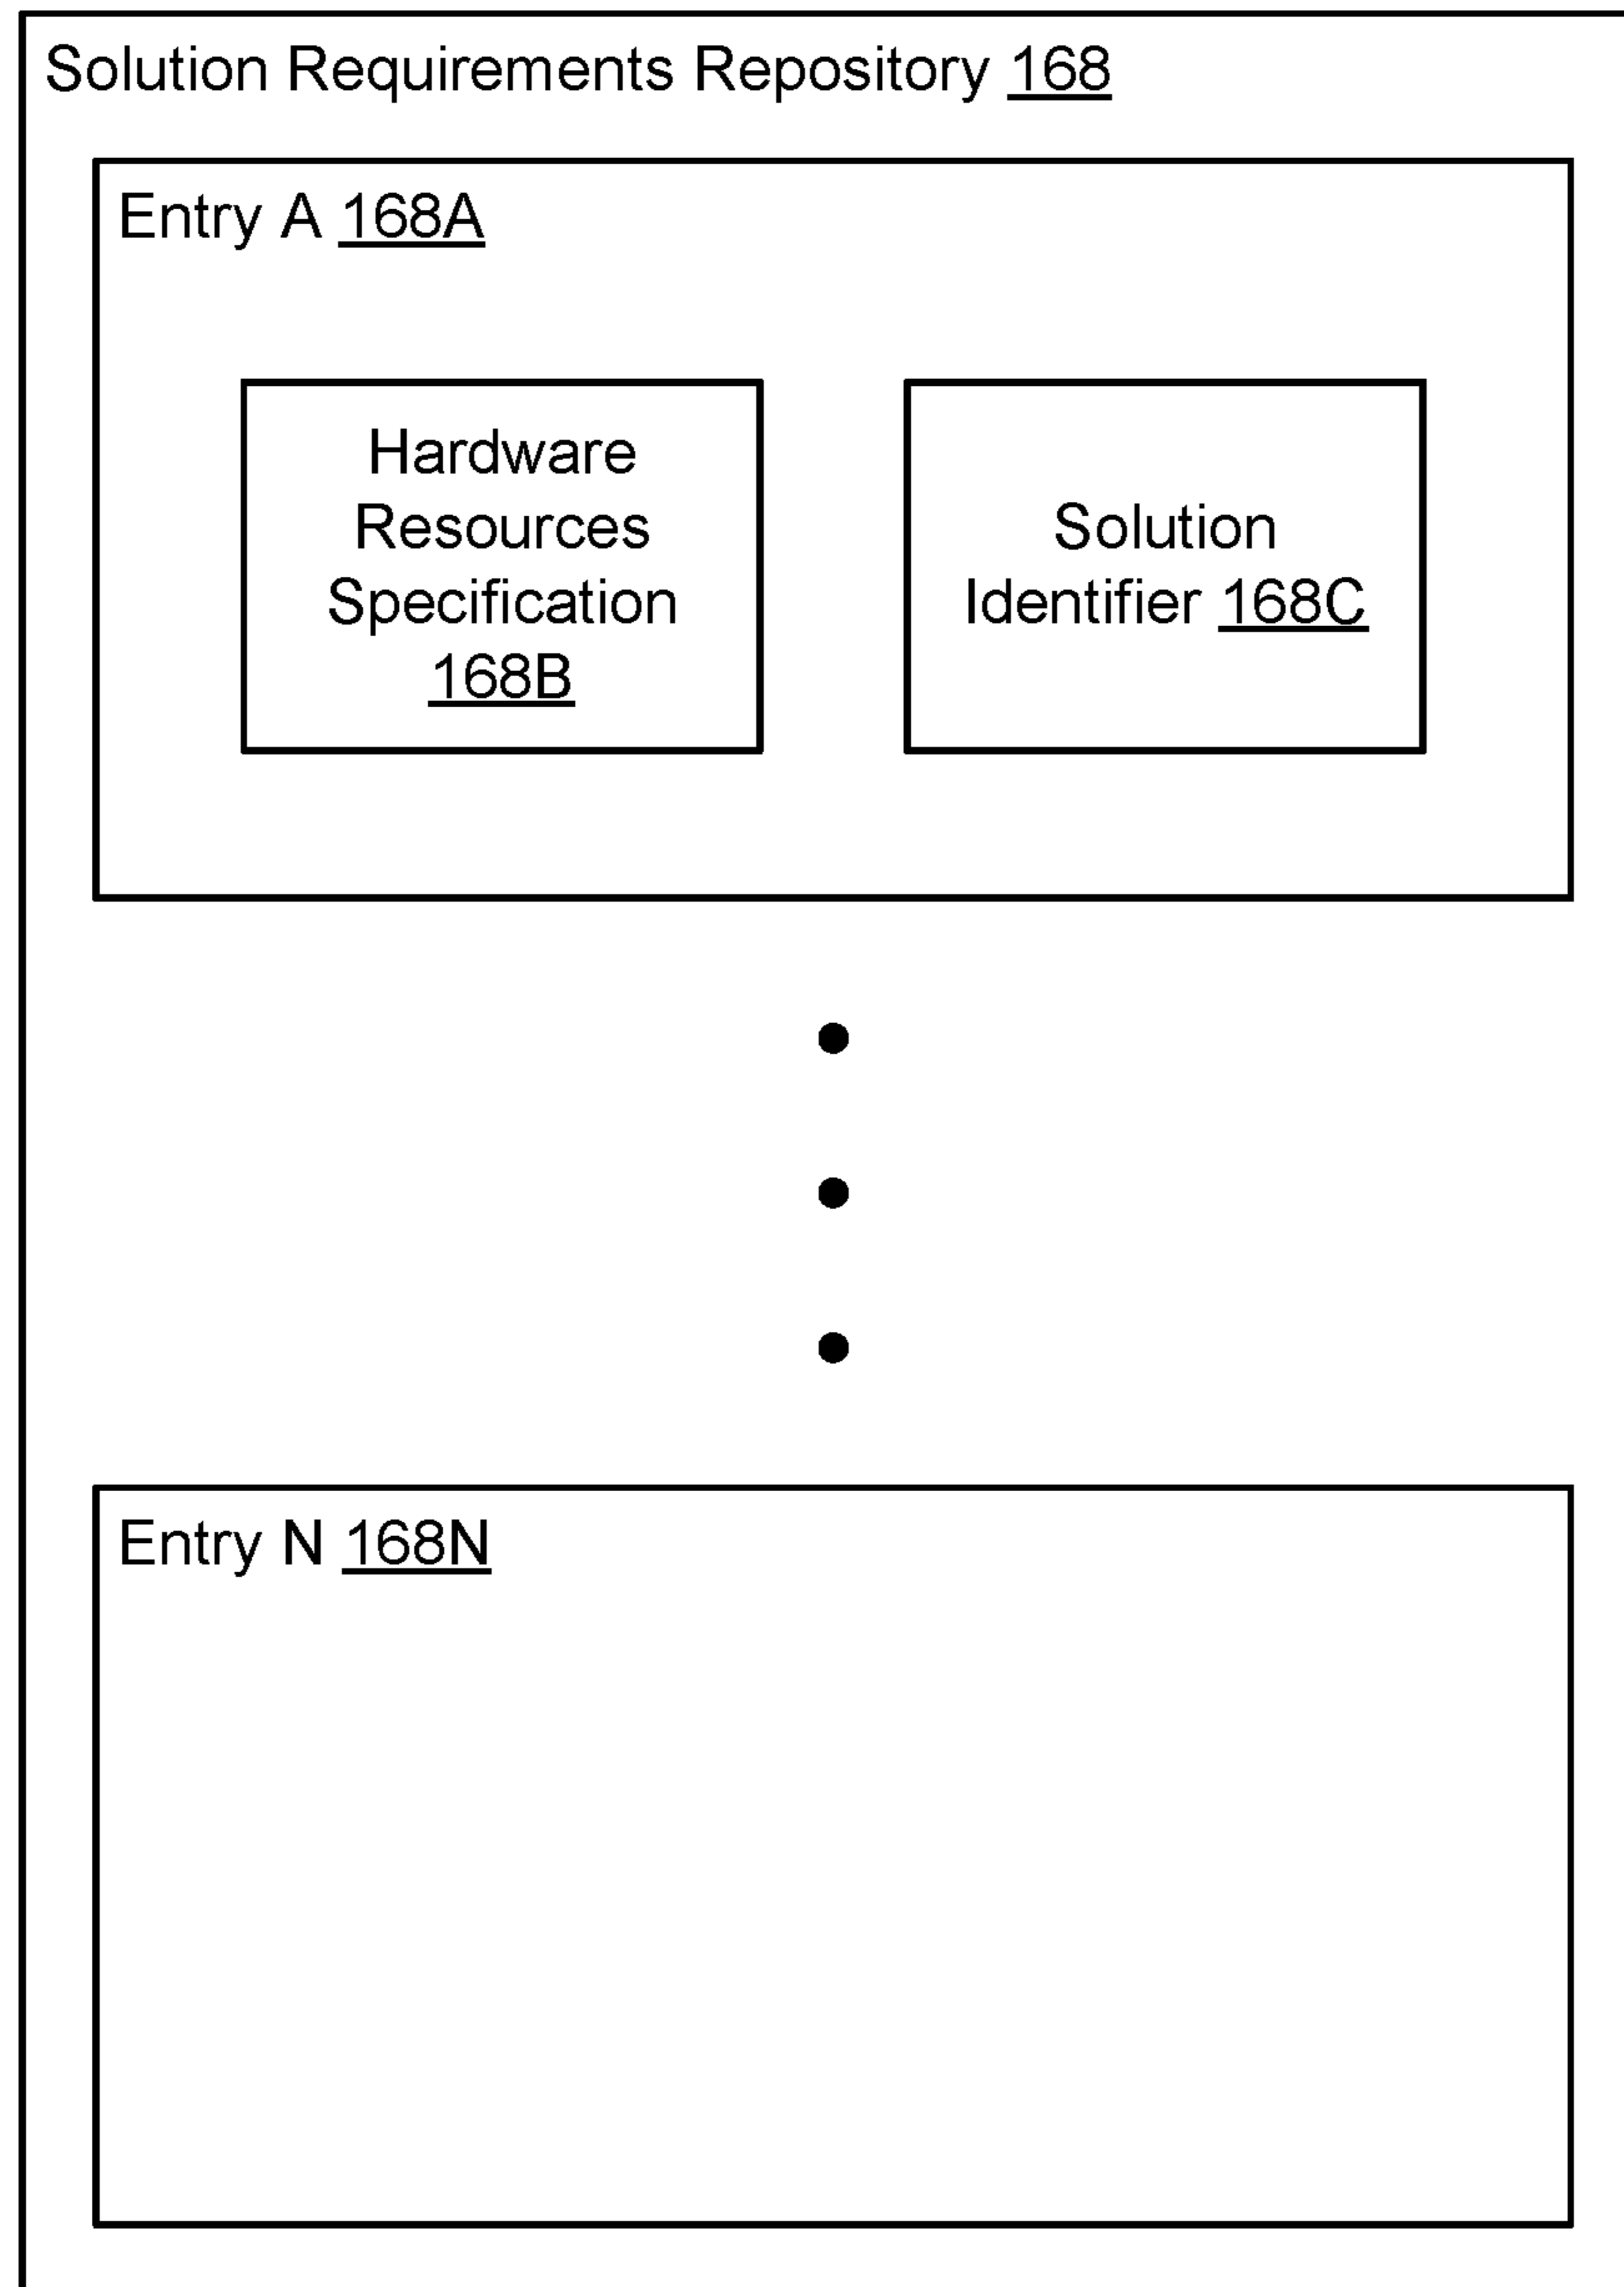 Solution Requirements Repository 168
Entry A 168A
Hardware
Resources
Specification
168B
Solution
Identifier 168C
Entry N 168N